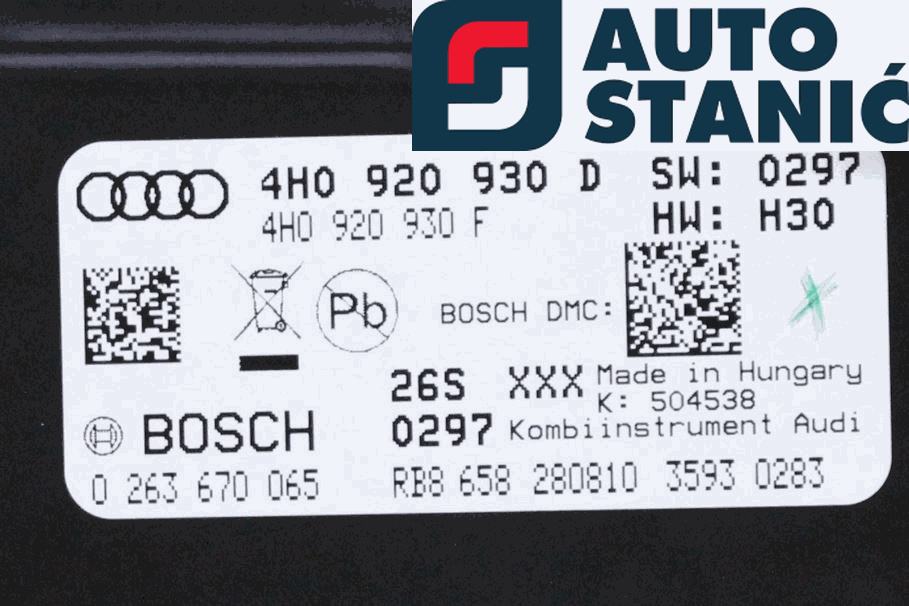 AUTO
STANIĆ
4H0 920 930 D SW: 0297
4H0 920 930 F HW: H30
Pb BOSCH DMC:
26S XXX Made in Hungary
K: 504538
BOSCH 0297 Kombiinstrument Audi
0 263 670 065 RB8 658 280810 3593 0283